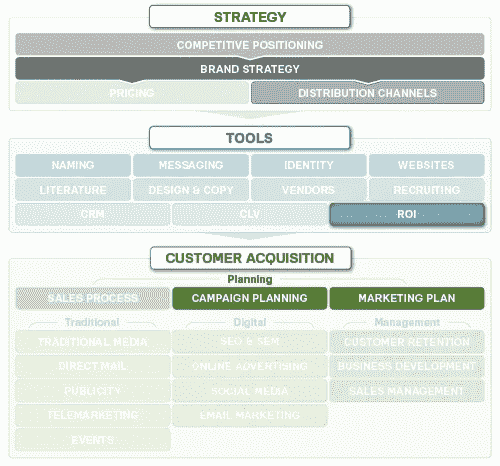 STRATEGY
COMPETITIVE POSITIONING
BRAND STRATEGY
PRICING DISTRIBUTION CHANNELS
TOOLS
NAMING MESSAGING IDENTITY WEBSITES
LITERATURE DESIGN & COPY VENDORS RECRUITING
CRM CLV ROI
CUSTOMER ACQUISITION
Planning
SALES PROCESS CAMPAIGN PLANNING MARKETING PLAN
Traditional Digital Management
TRADITIONAL MEDIA SEO & SEM CUSTOMER RETENTION
DIRECT MAIL ONLINE ADVERTISING BUSINESS DEVELOPMENT
PUBLICITY SOCIAL MEDIA SALES MANAGEMENT
TELEMARKETING EMAIL MARKETING
EVENTS